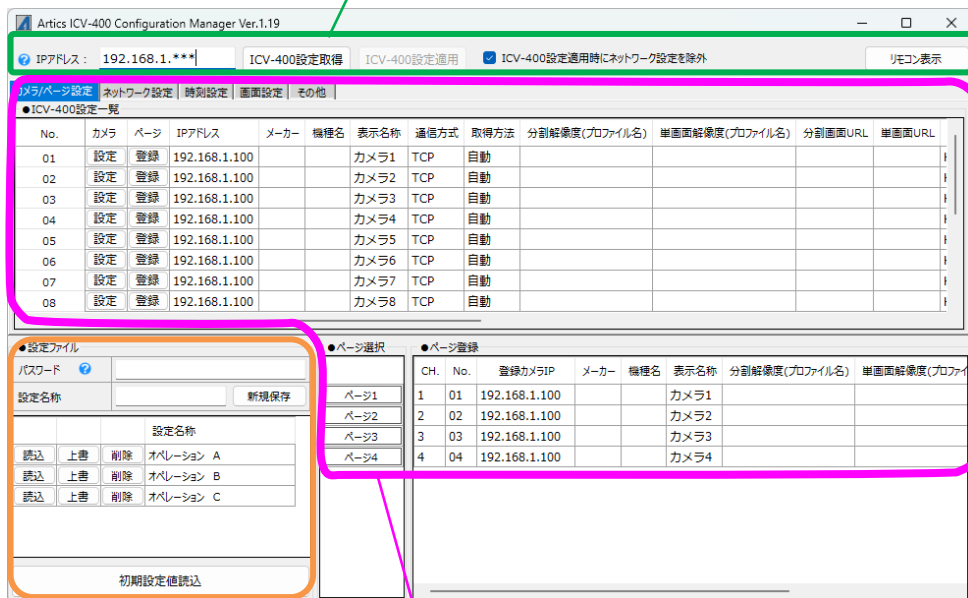 Artics ICV-400 Configuration Manager Ver.1.19
IPアドレス： 192.168.1.*** ICV-400設定取得 ICV-400設定適用 ICV-400設定適用時にネットワーク設定を除外 リモコン表示
カメラ/ページ設定 ネットワーク設定 時刻設定 画面設定 その他
●ICV-400設定一覧
No. カメラ ページ IPアドレス メーカー 機種名 表示名称 通信方式 取得方法 分割解像度(プロファイル名) 単画面解像度(プロファイル名) 分割画面URL 単画面URL
01 設定 登録 192.168.1.100 カメラ1 TCP 自動
02 設定 登録 192.168.1.100 カメラ2 TCP 自動
03 設定 登録 192.168.1.100 カメラ3 TCP 自動
04 設定 登録 192.168.1.100 カメラ4 TCP 自動
05 設定 登録 192.168.1.100 カメラ5 TCP 自動
06 設定 登録 192.168.1.100 カメラ6 TCP 自動
07 設定 登録 192.168.1.100 カメラ7 TCP 自動
08 設定 登録 192.168.1.100 カメラ8 TCP 自動
●設定ファイル
パスワード ?
設定名称 新規保存
設定名称
読込 上書 削除 オペレーション A
読込 上書 削除 オペレーション B
読込 上書 削除 オペレーション C
初期設定値読込
●ページ選択
ページ1
ページ2
ページ3
ページ4
●ページ登録
CH. No. 登録カメラIP メーカー 機種名 表示名称 分割解像度(プロファイル名) 単画面解像度(プロファイ
1 01 192.168.1.100 カメラ1
2 02 192.168.1.100 カメラ2
3 03 192.168.1.100 カメラ3
4 04 192.168.1.100 カメラ4